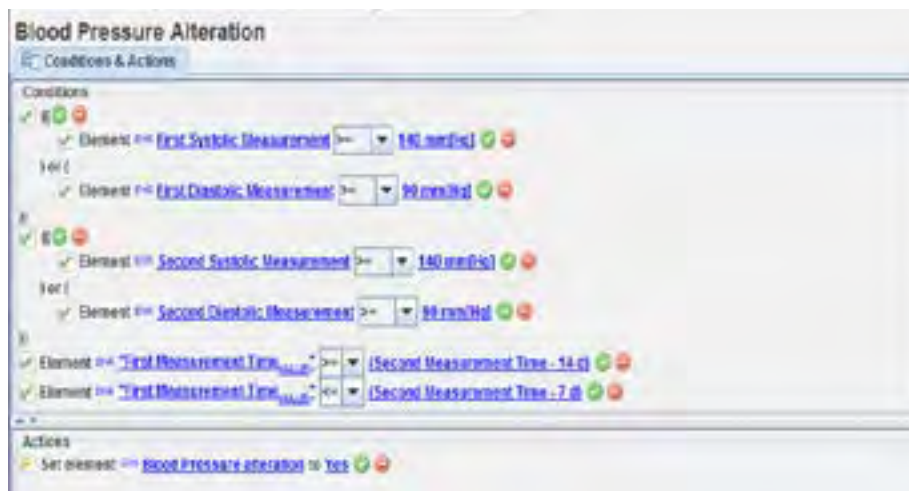 Blood Pressure Alteration
Conditions & Actions
Conditions
((
Element First Systolic Measurement >= 140 mm[Hg]
) or (
Element First Diastolic Measurement >= 90 mm[Hg]
))
((
Element Second Systolic Measurement >= 140 mm[Hg]
) or (
Element Second Diastolic Measurement >= 90 mm[Hg]
))
Element "First Measurement Time" >= (Second Measurement Time - 14 d)
Element "First Measurement Time" <= (Second Measurement Time - 7 d)
Actions
Set element Blood Pressure alteration to Yes